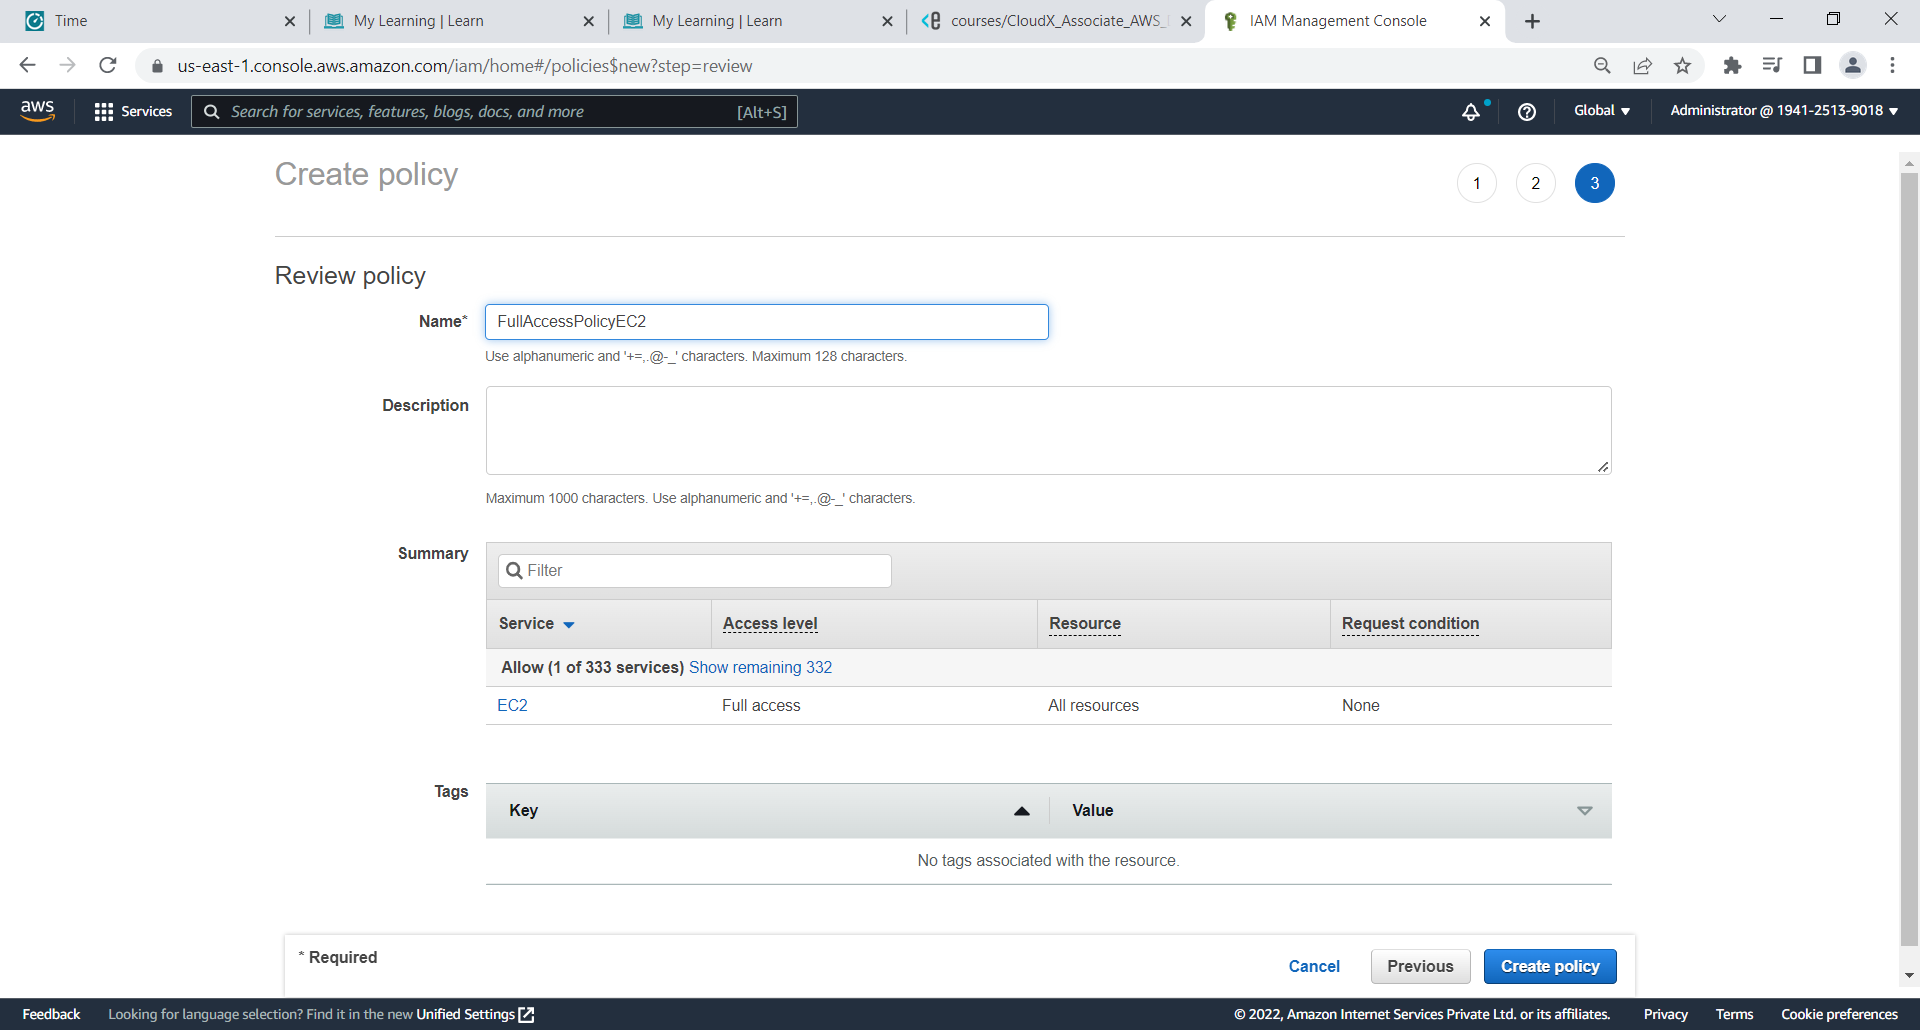 Time
My Learning | Learn
My Learning | Learn
courses/CloudX_Associate_AWS_
IAM Management Console
us-east-1.console.aws.amazon.com/iam/home#/policies$new?step=review
aws
Services
Search for services, features, blogs, docs, and more
[Alt+S]
Global
Administrator @ 1941-2513-9018
Create policy
1
2
3
Review policy
Name*
FullAccessPolicyEC2
Use alphanumeric and '+=,.@-_' characters. Maximum 128 characters.
Description
Maximum 1000 characters. Use alphanumeric and '+=,.@-_' characters.
Summary
Filter
Service
Access level
Resource
Request condition
Allow (1 of 333 services) Show remaining 332
EC2
Full access
All resources
None
Tags
Key
Value
No tags associated with the resource.
* Required
Cancel
Previous
Create policy
Feedback
Looking for language selection? Find it in the new Unified Settings
© 2022, Amazon Internet Services Private Ltd. or its affiliates.
Privacy
Terms
Cookie preferences